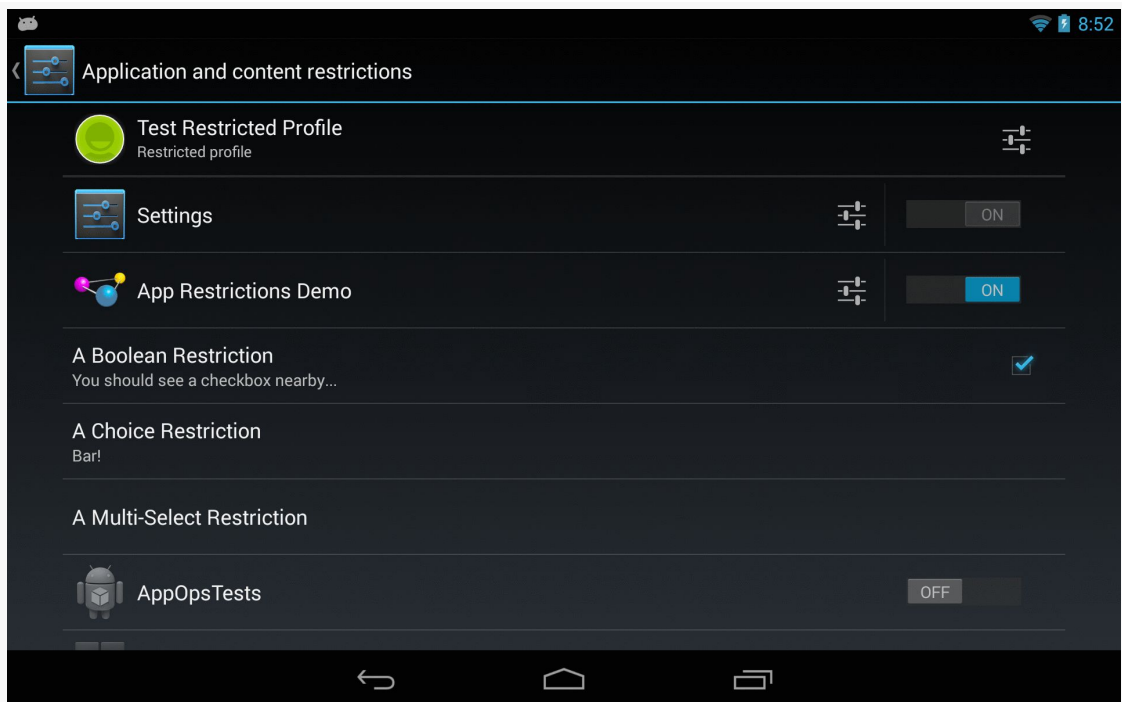 8:52
Application and content restrictions
Test Restricted Profile
Restricted profile
Settings
ON
App Restrictions Demo
ON
A Boolean Restriction
You should see a checkbox nearby...
A Choice Restriction
Bar!
A Multi-Select Restriction
AppOpsTests
OFF